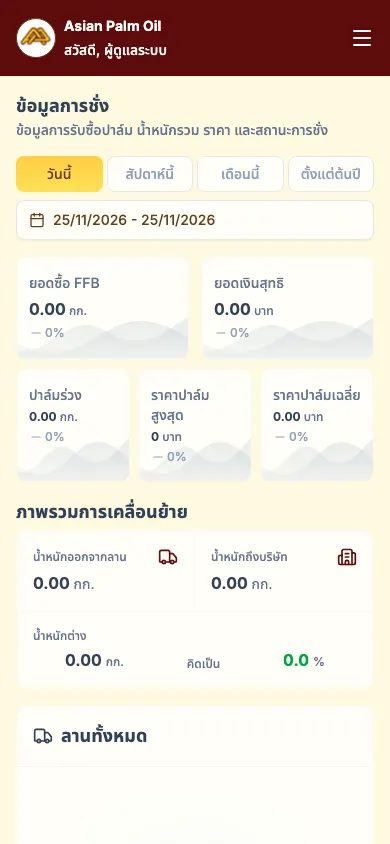 Asian Palm Oil
สวัสดี, ผู้ดูแลระบบ
ข้อมูลการชั่ง
ข้อมูลการรับซื้อปาล์ม น้ำหนักรวม ราคา และสถานะการชั่ง
วันนี้ สัปดาห์นี้ เดือนนี้ ตั้งแต่ต้นปี
25/11/2026 - 25/11/2026
ยอดซื้อ FFB ยอดเงินสุทธิ
0.00 กก. 0.00 บาท
— 0% — 0%
ปาล์มร่วง ราคาปาล์ม ราคาปาล์มเฉลี่ย
0.00 กก. สูงสุด 0.00 บาท
— 0% 0 บาท — 0%
— 0%
ภาพรวมการเคลื่อนย้าย
น้ำหนักออกจากลาน น้ำหนักถึงบริษัท
0.00 กก. 0.00 กก.
น้ำหนักต่าง
0.00 กก. คิดเป็น 0.0 %
ลานทั้งหมด